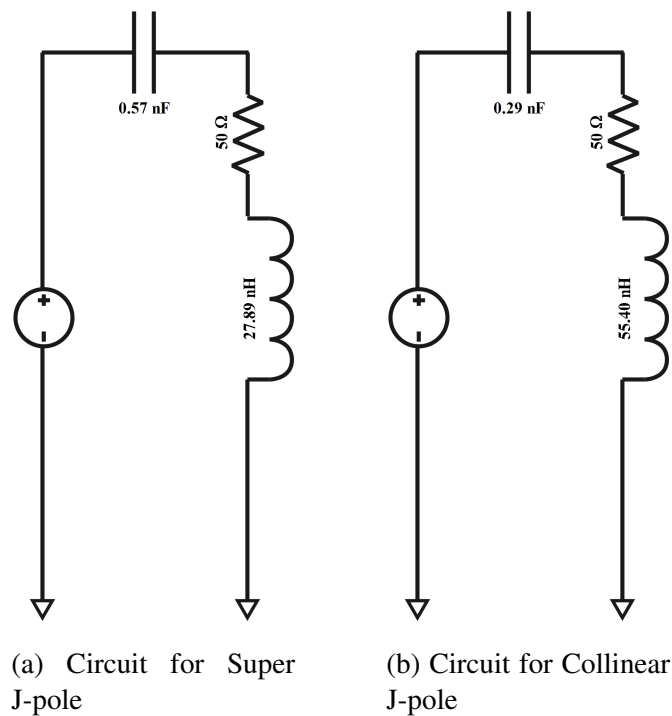 0.57 nF
50 Ω
27.89 nH
+
-
(a) Circuit for Super
J-pole
0.29 nF
50 Ω
55.40 nH
+
-
(b) Circuit for Collinear
J-pole